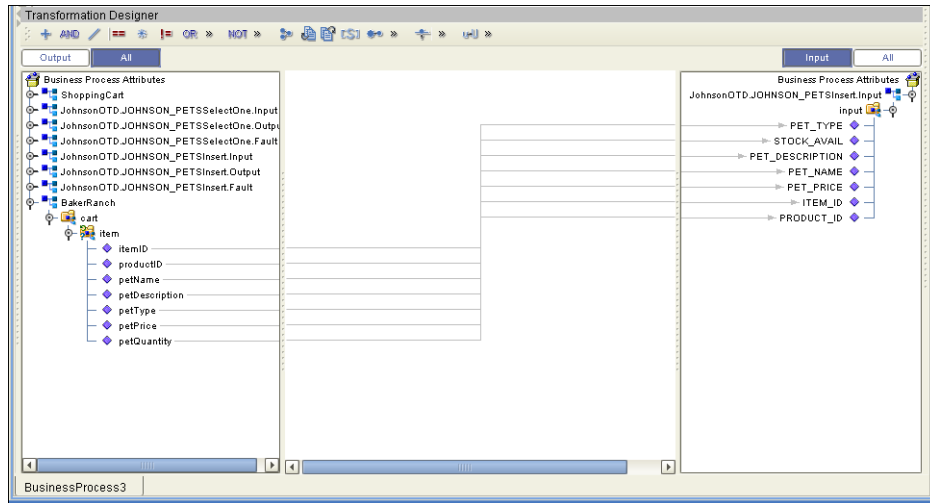 Transformation Designer
AND == != OR » NOT » » » »
Output All Input All
Business Process Attributes
ShoppingCart
JohnsonOTD.JOHNSON_PETSSelectOne.Input
JohnsonOTD.JOHNSON_PETSSelectOne.Outpu
JohnsonOTD.JOHNSON_PETSSelectOne.Fault
JohnsonOTD.JOHNSON_PETSInsert.Input
JohnsonOTD.JOHNSON_PETSInsert.Output
JohnsonOTD.JOHNSON_PETSInsert.Fault
BakerRanch
cart
item
itemID
productID
petName
petDescription
petType
petPrice
petQuantity
Business Process Attributes
JohnsonOTD.JOHNSON_PETSInsert.Input
input
PET_TYPE
STOCK_AVAIL
PET_DESCRIPTION
PET_NAME
PET_PRICE
ITEM_ID
PRODUCT_ID
BusinessProcess3